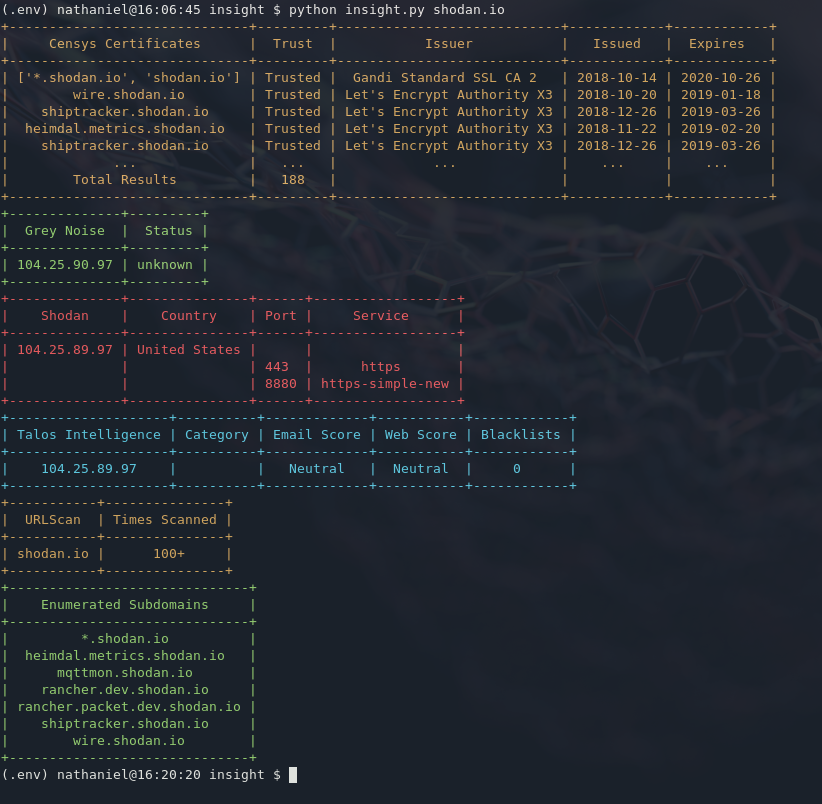 (.env) nathaniel@16:06:45 insight $ python insight.py shodan.io
+------------------------------+---------+----------------------------+------------+------------+
|     Censys Certificates      |  Trust  |           Issuer           |   Issued   |  Expires   |
+------------------------------+---------+----------------------------+------------+------------+
| ['*.shodan.io', 'shodan.io'] | Trusted |  Gandi Standard SSL CA 2   | 2018-10-14 | 2020-10-26 |
|        wire.shodan.io        | Trusted | Let's Encrypt Authority X3 | 2018-10-20 | 2019-01-18 |
|    shiptracker.shodan.io     | Trusted | Let's Encrypt Authority X3 | 2018-12-26 | 2019-03-26 |
|  heimdal.metrics.shodan.io   | Trusted | Let's Encrypt Authority X3 | 2018-11-22 | 2019-02-20 |
|    shiptracker.shodan.io     | Trusted | Let's Encrypt Authority X3 | 2018-12-26 | 2019-03-26 |
|             ...              |   ...   |            ...             |    ...     |    ...     |
|        Total Results         |   188   |                            |            |            |
+------------------------------+---------+----------------------------+------------+------------+
+--------------+---------+
|  Grey Noise  |  Status |
+--------------+---------+
| 104.25.90.97 | unknown |
+--------------+---------+
+--------------+---------------+------+------------------+
|    Shodan    |    Country    | Port |     Service      |
+--------------+---------------+------+------------------+
| 104.25.89.97 | United States |      |                  |
|              |               | 443  |      https       |
|              |               | 8880 | https-simple-new |
+--------------+---------------+------+------------------+
+--------------------+----------+-------------+-----------+------------+
| Talos Intelligence | Category | Email Score | Web Score | Blacklists |
+--------------------+----------+-------------+-----------+------------+
|    104.25.89.97    |          |   Neutral   |  Neutral  |     0      |
+--------------------+----------+-------------+-----------+------------+
+-----------+---------------+
|  URLScan  | Times Scanned |
+-----------+---------------+
| shodan.io |      100+     |
+-----------+---------------+
+------------------------------+
|    Enumerated Subdomains     |
+------------------------------+
|         *.shodan.io          |
|  heimdal.metrics.shodan.io   |
|      mqttmon.shodan.io       |
|    rancher.dev.shodan.io     |
| rancher.packet.dev.shodan.io |
|    shiptracker.shodan.io     |
|        wire.shodan.io        |
+------------------------------+
(.env) nathaniel@16:20:20 insight $